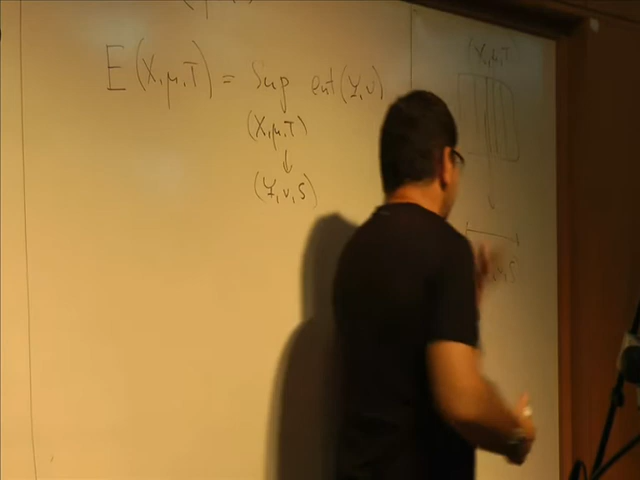 E(X,μ,T) = Sup ent(Y,ν)
(X,μ,T)
↓
(Y,ν,S)
(X,μ,T)